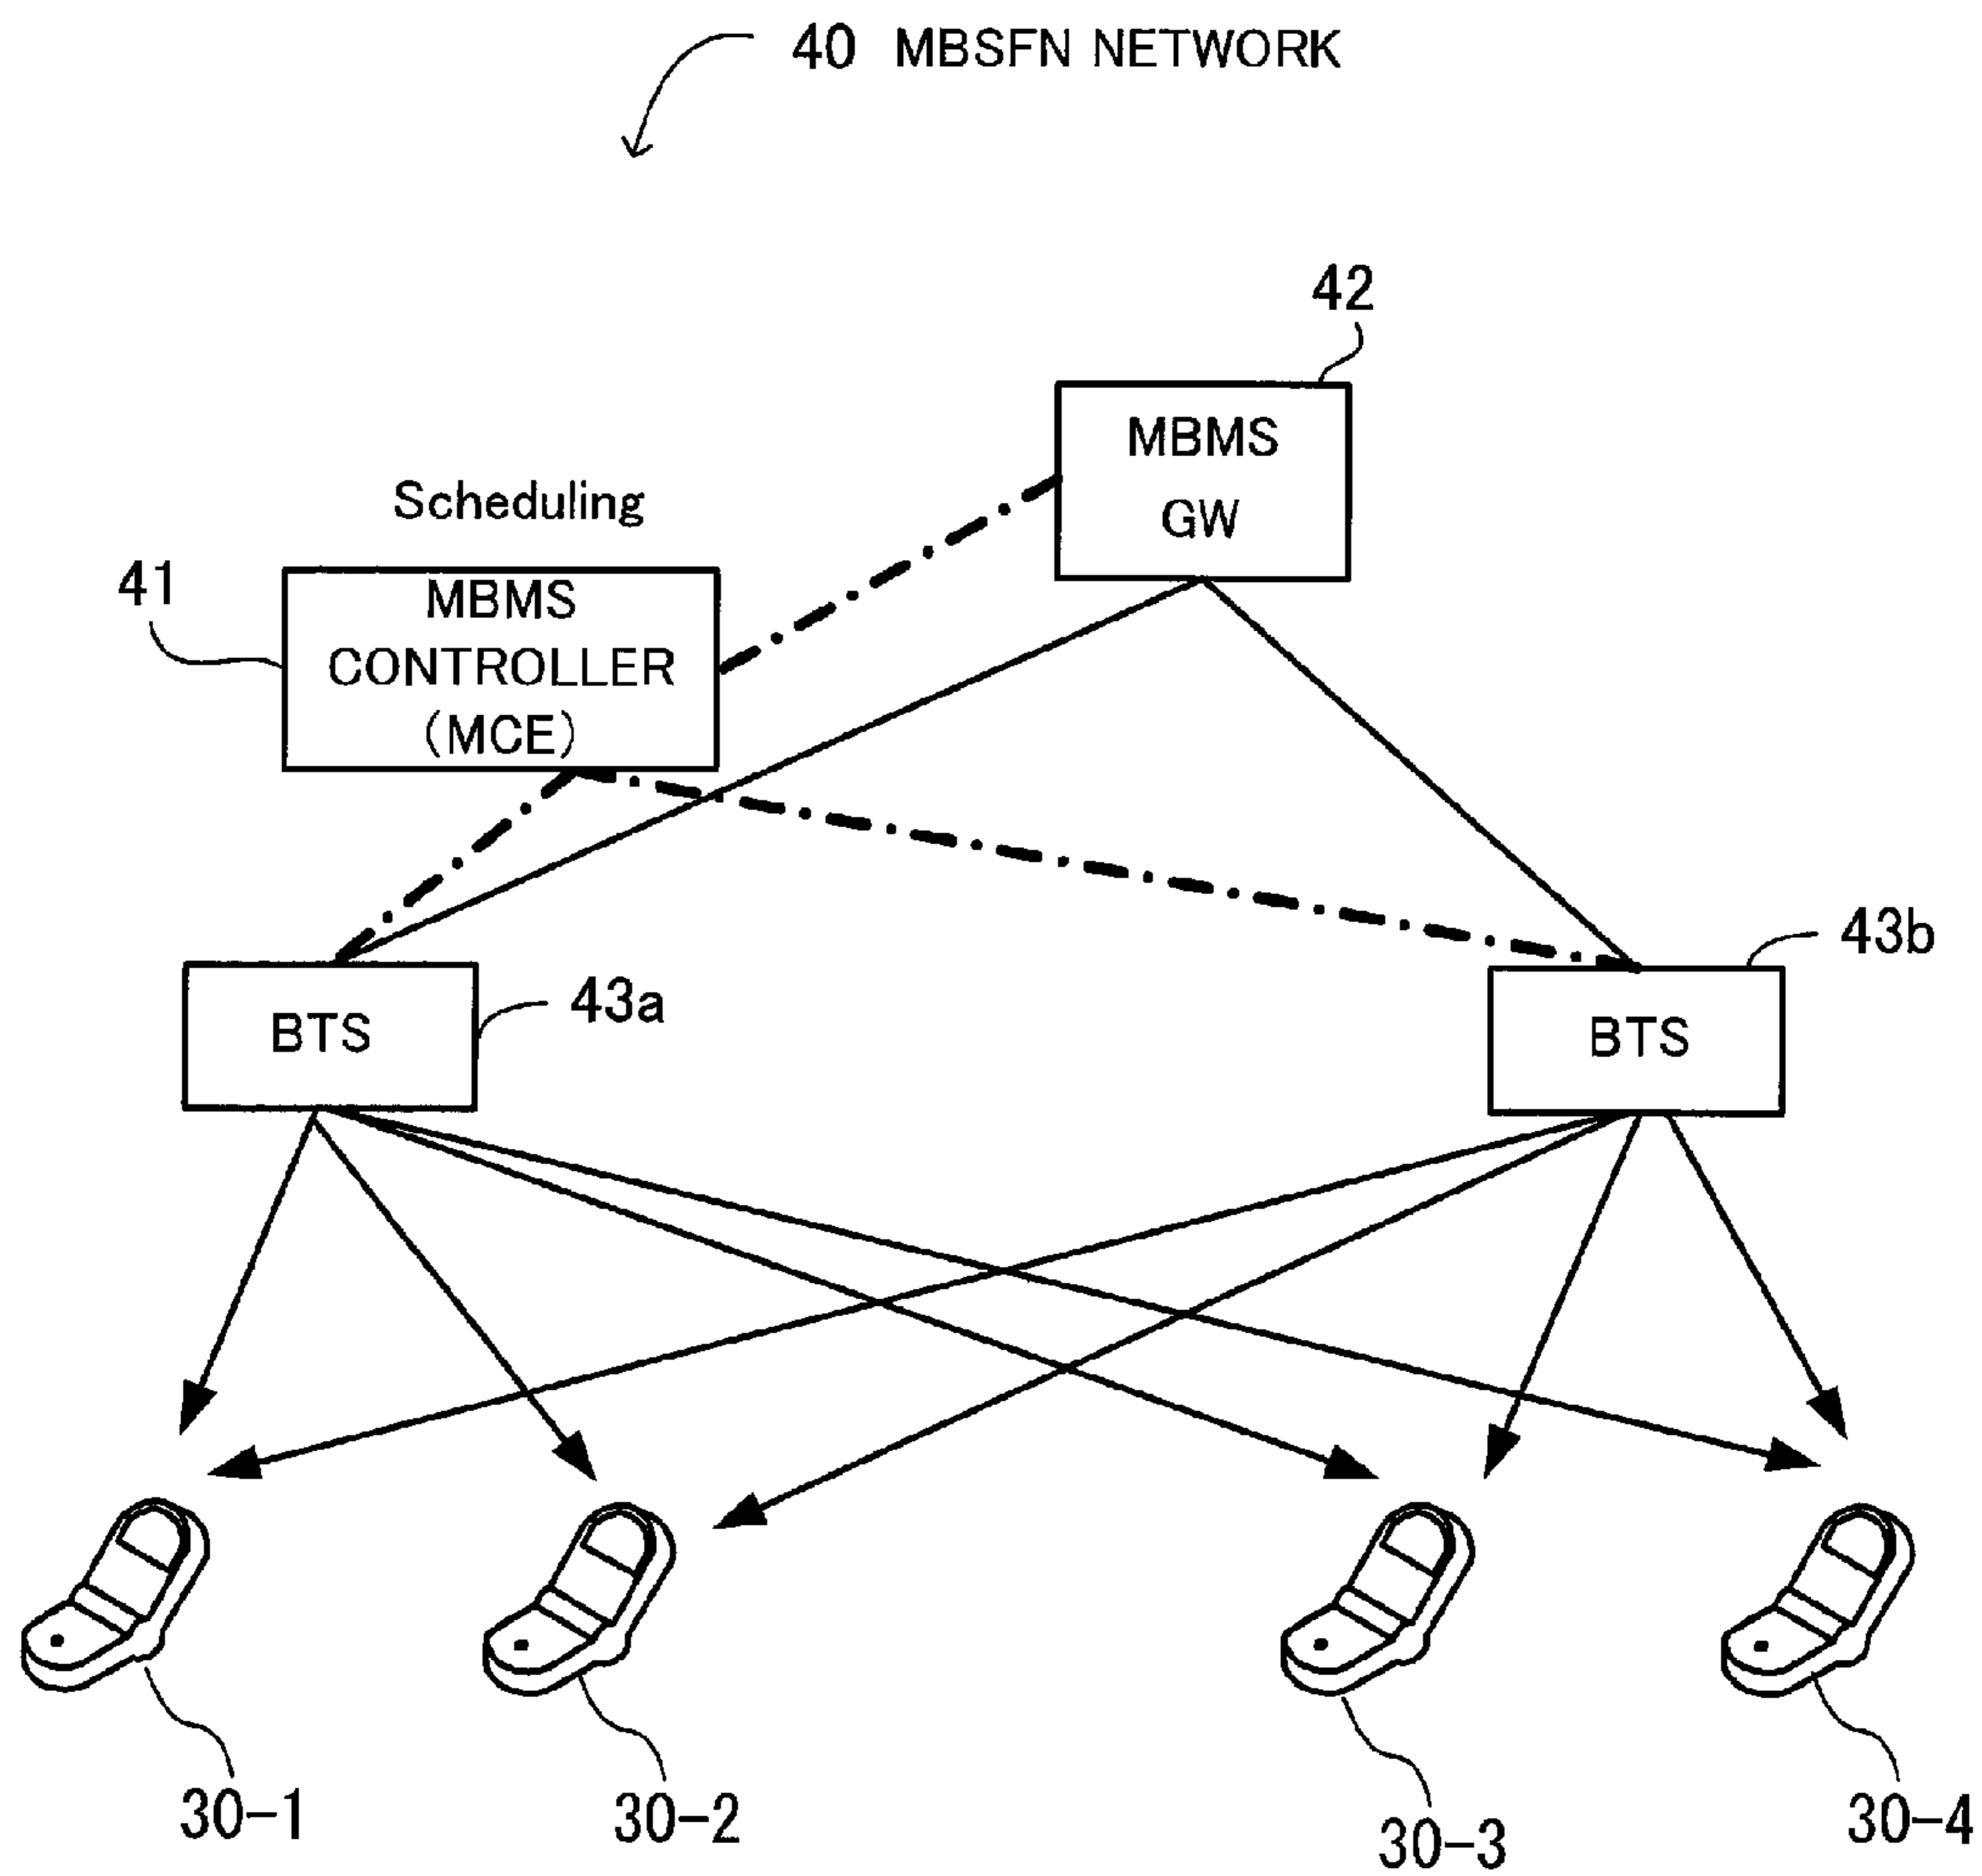 40 MBSFN NETWORK
42
MBMS
GW
Scheduling
41
MBMS
CONTROLLER
(MCE)
43b
43a
BTS
BTS
30-1
30-2
30-3
30-4